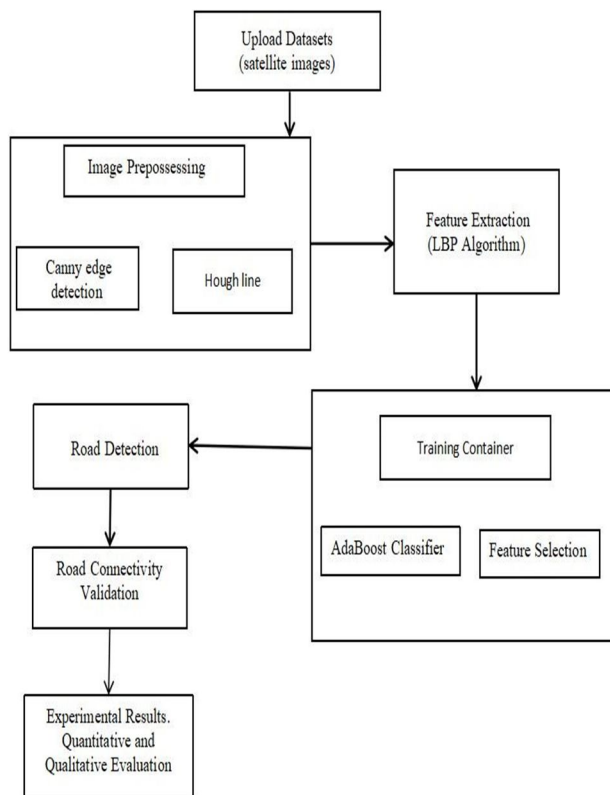 Upload Datasets
(satellite images)
Image Prepossessing
Canny edge
detection
Hough line
Feature Extraction
(LBP Algorithm)
Training Container
AdaBoost Classifier
Feature Selection
Road Detection
Road Connectivity
Validation
Experimental Results.
Quantitative and
Qualitative Evaluation